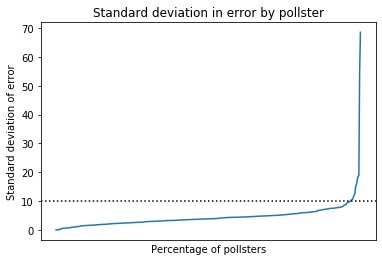 Standard deviation in error by pollster
70
60
50
40
30
20
10
0
Standard deviation of error
Percentage of pollsters